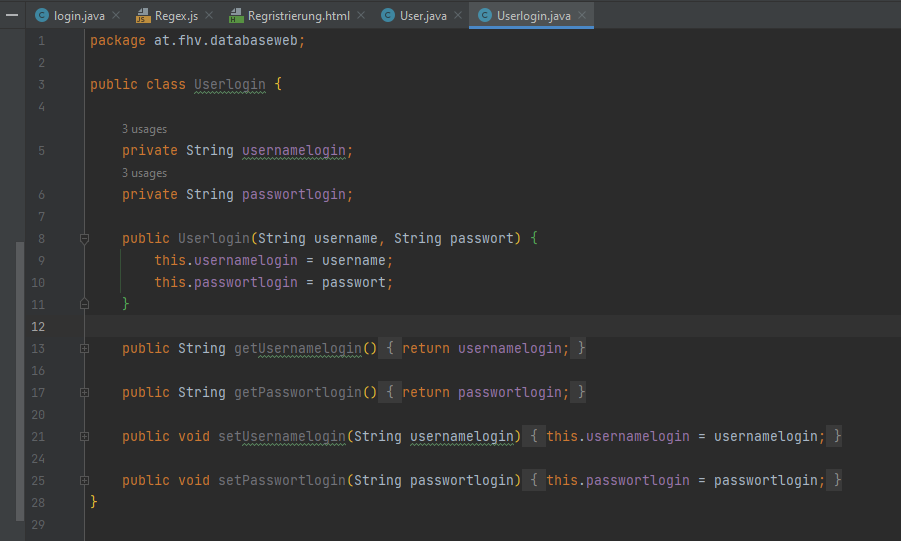 login.java Regex.js Regristrierung.html User.java Userlogin.java
1 package at.fhv.databaseweb;
2
3 public class Userlogin {
4
3 usages
5 private String usernamelogin;
3 usages
6 private String passwortlogin;
7
8 public Userlogin(String username, String passwort) {
9 this.usernamelogin = username;
10 this.passwortlogin = passwort;
11 }
12
13 public String getUsernamelogin() { return usernamelogin; }
16
17 public String getPasswortlogin() { return passwortlogin; }
20
21 public void setUsernamelogin(String usernamelogin) { this.usernamelogin = usernamelogin; }
24
25 public void setPasswortlogin(String passwortlogin) { this.passwortlogin = passwortlogin; }
28 }
29